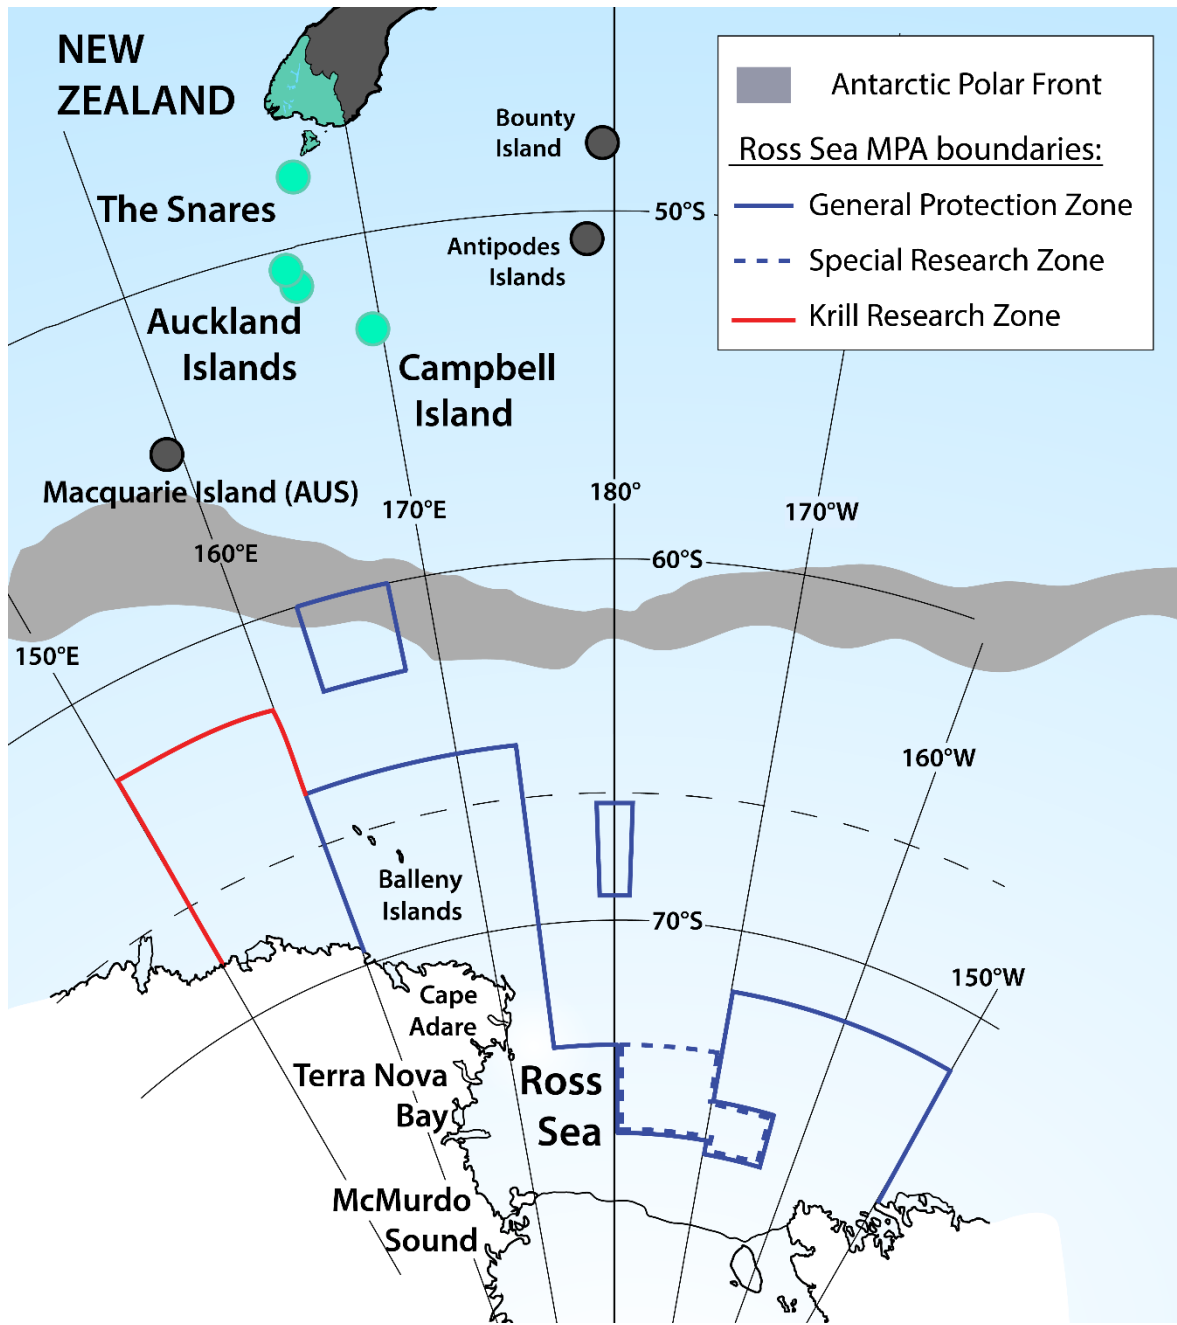 NEW
ZEALAND
Antarctic Polar Front
Ross Sea MPA boundaries:
General Protection Zone
Special Research Zone
Krill Research Zone
Bounty
Island
The Snares
50°S
Antipodes
Islands
Auckland
Islands
Campbell
Island
Macquarie Island (AUS)
180°
170°E
170°W
160°E
60°S
150°E
160°W
Balleny
Islands
70°S
150°W
Cape
Adare
Terra Nova
Bay
Ross
Sea
McMurdo
Sound